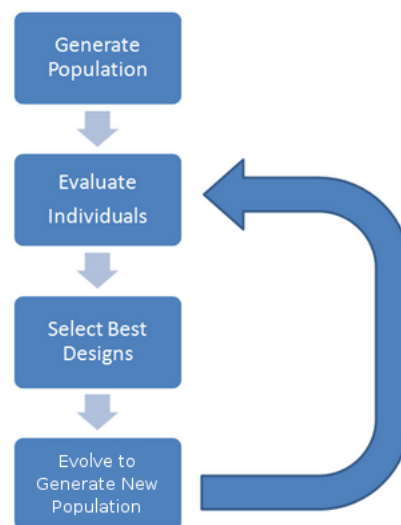 Generate
Population
Evaluate
Individuals
Select Best
Designs
Evolve to
Generate New
Population